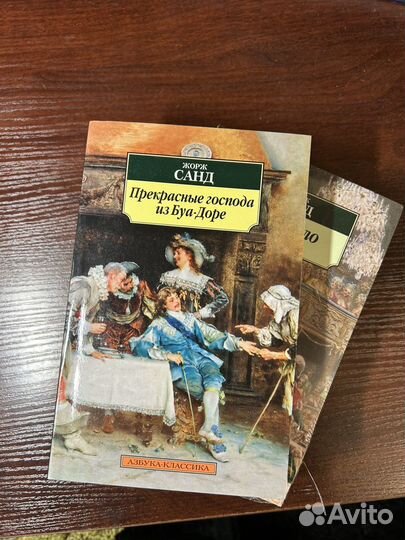 ЖОРЖ
САНД
Прекрасные господа
из Буа-Доре
АЗБУКА-КЛАССИКА
Avito